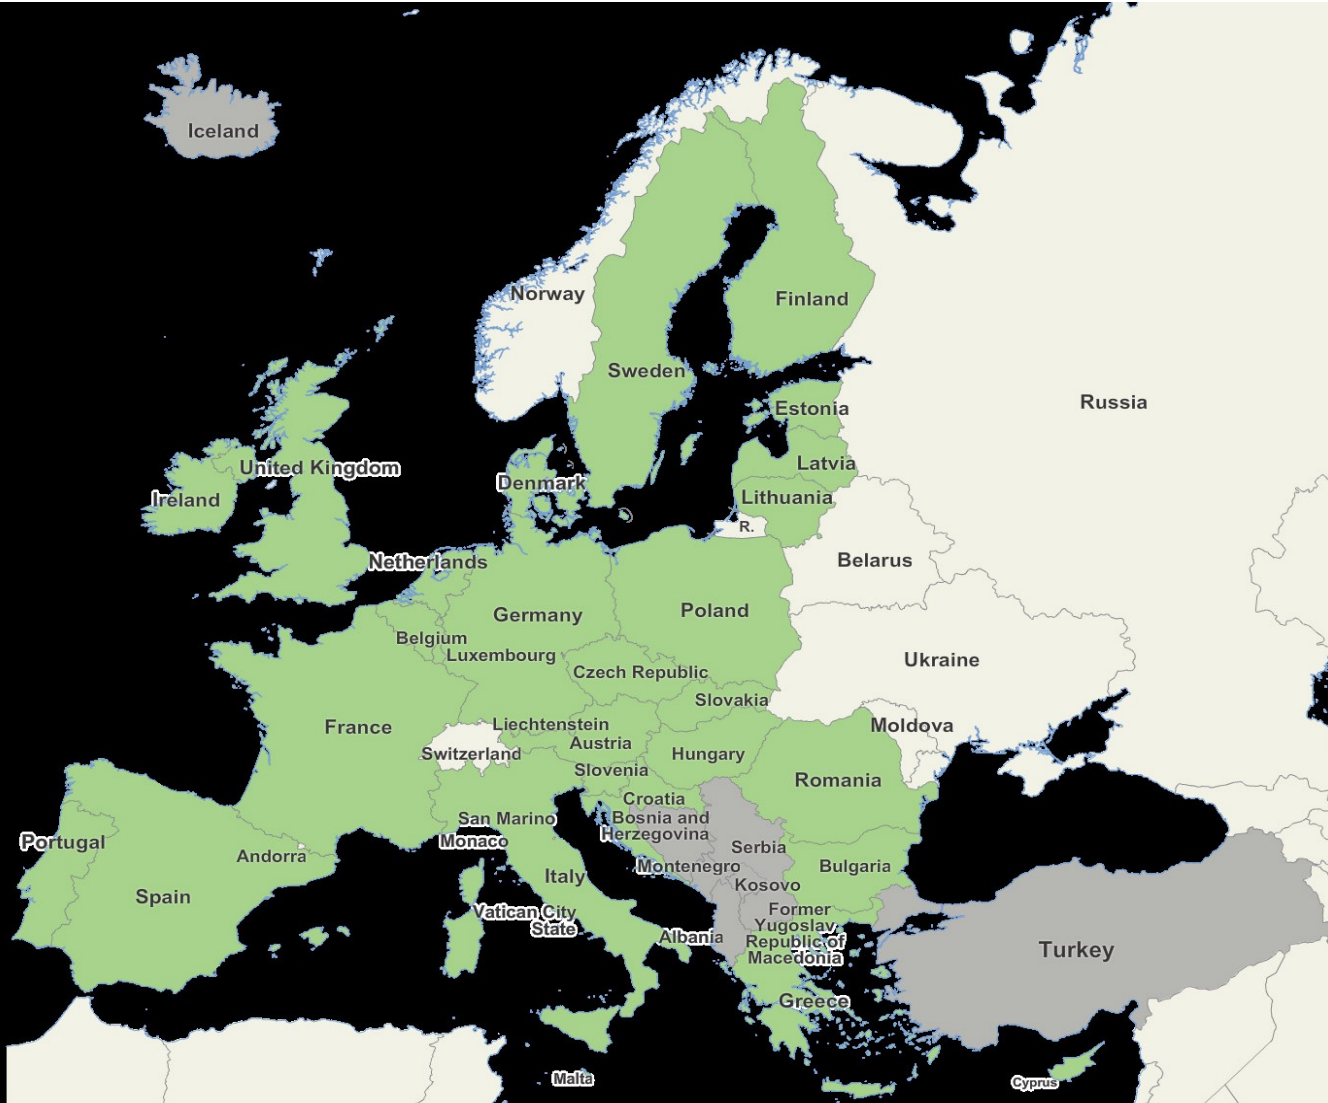 Iceland
Norway
Finland
Sweden
Russia
Estonia
Latvia
United Kingdom
Denmark
Lithuania
Ireland
R.
Netherlands
Belarus
Germany
Poland
Belgium
Luxembourg
Ukraine
Czech Republic
Slovakia
France
Liechtenstein
Moldova
Austria
Switzerland
Hungary
Slovenia
Romania
Croatia
San Marino
Bosnia and
Herzegovina
Portugal
Monaco
Serbia
Andorra
Montenegro
Bulgaria
Italy
Kosovo
Spain
Vatican City
State
Former
Yugoslav
Republic of
Macedonia
Albania
Turkey
Greece
Malta
Cyprus